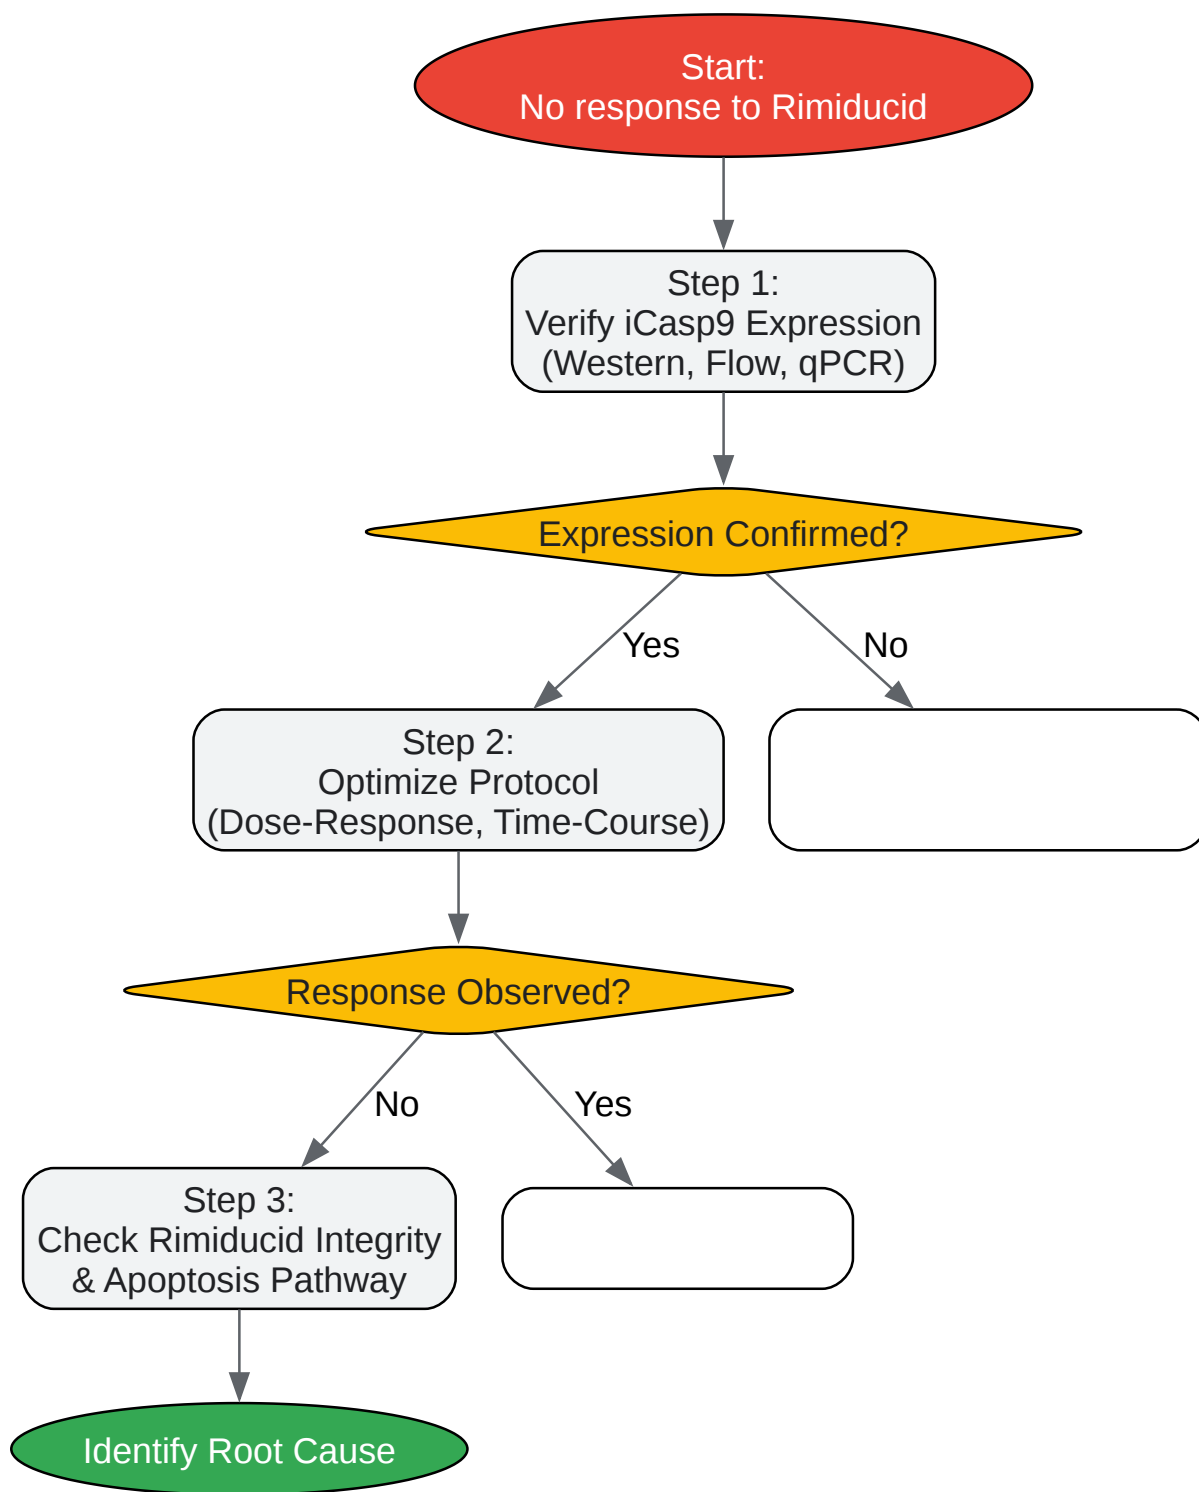 Start:
No response to Rimiducid
Step 1:
Verify iCasp9 Expression
(Western, Flow, qPCR)
Expression Confirmed?
Yes
No
Step 2:
Optimize Protocol
(Dose-Response, Time-Course)
Response Observed?
No
Yes
Step 3:
Check Rimiducid Integrity
& Apoptosis Pathway
Identify Root Cause